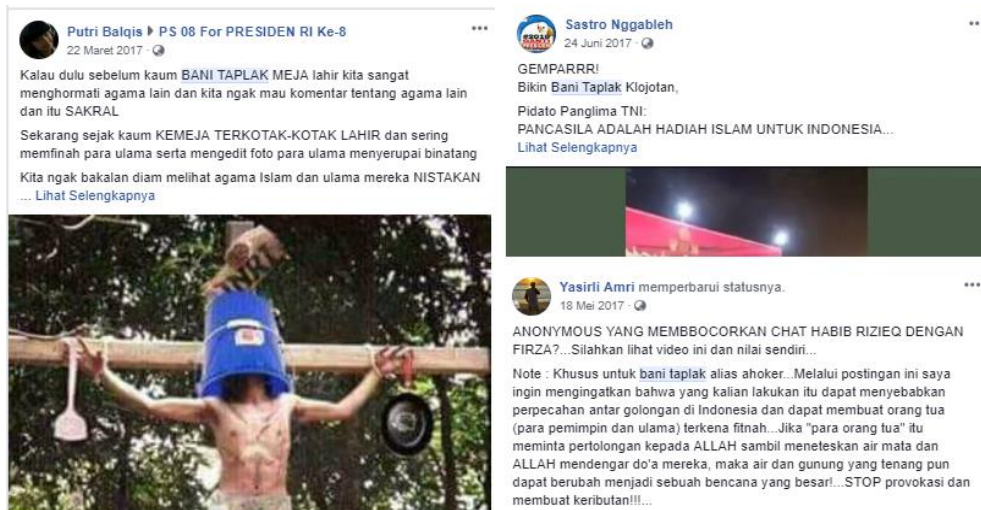 Putri Balqis ▶ PS 08 For PRESIDEN RI Ke-8
22 Maret 2017 ·
Kalau dulu sebelum kaum BANI TAPLAK MEJA lahir kita sangat
menghormati agama lain dan kita ngak mau komentar tentang agama lain
dan itu SAKRAL
Sekarang sejak kaum KEMEJA TERKOTAK-KOTAK LAHIR dan sering
memfinah para ulama serta mengedit foto para ulama menyerupai binatang
Kita ngak bakalan diam melihat agama Islam dan ulama mereka NISTAKAN
... Lihat Selengkapnya
Sastro Nggableh
24 Juni 2017 ·
GEMPARRR!
Bikin Bani Taplak Klojotan,
Pidato Panglima TNI:
PANCASILA ADALAH HADIAH ISLAM UNTUK INDONESIA...
Lihat Selengkapnya
Yasirli Amri memperbarui statusnya.
18 Mei 2017 ·
ANONYMOUS YANG MEMBBOCORKAN CHAT HABIB RIZIEQ DENGAN
FIRZA?...Silahkan lihat video ini dan nilai sendiri...
Note : Khusus untuk bani taplak alias ahoker...Melalui postingan ini saya
ingin mengingatkan bahwa yang kalian lakukan itu dapat menyebabkan
perpecahan antar golongan di Indonesia dan dapat membuat orang tua
(para pemimpin dan ulama) terkena fitnah...Jika "para orang tua" itu
meminta pertolongan kepada ALLAH sambil meneteskan air mata dan
ALLAH mendengar do'a mereka, maka air dan gunung yang tenang pun
dapat berubah menjadi sebuah bencana yang besar!...STOP provokasi dan
membuat keributan!!!...